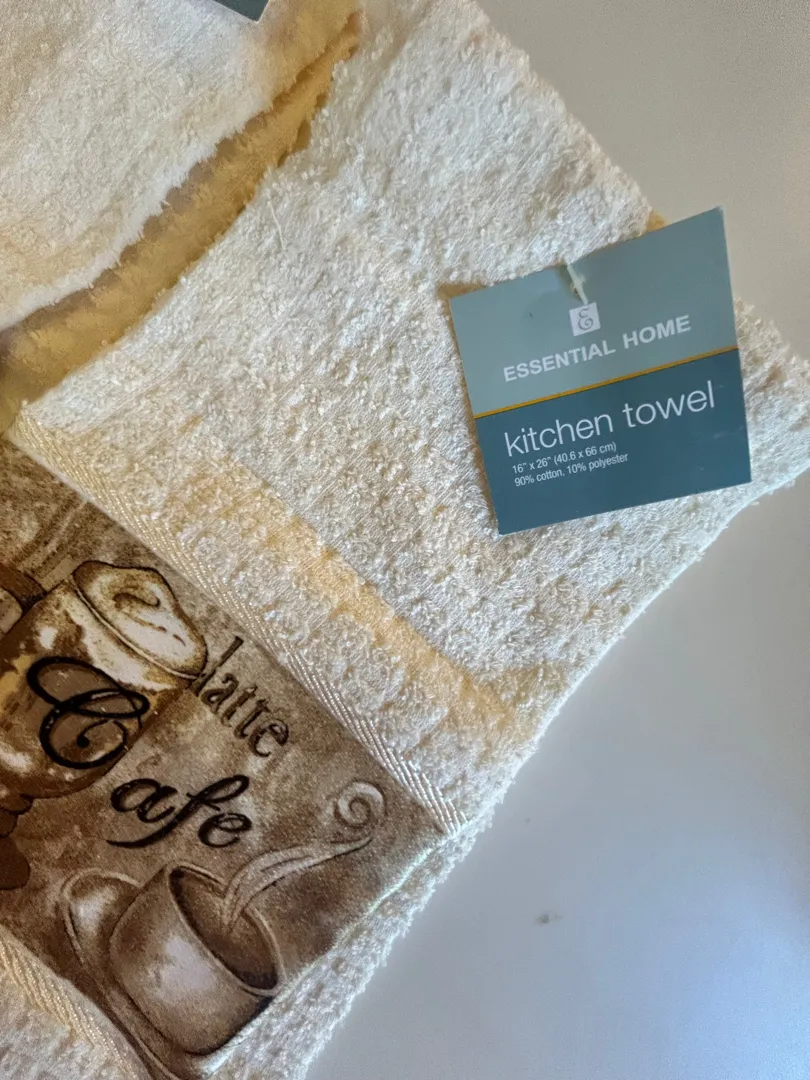 E
ESSENTIAL HOME
kitchen towel
16" x 26" (40.6 x 66 cm)
90% cotton, 10% polyester
latte
Cafe